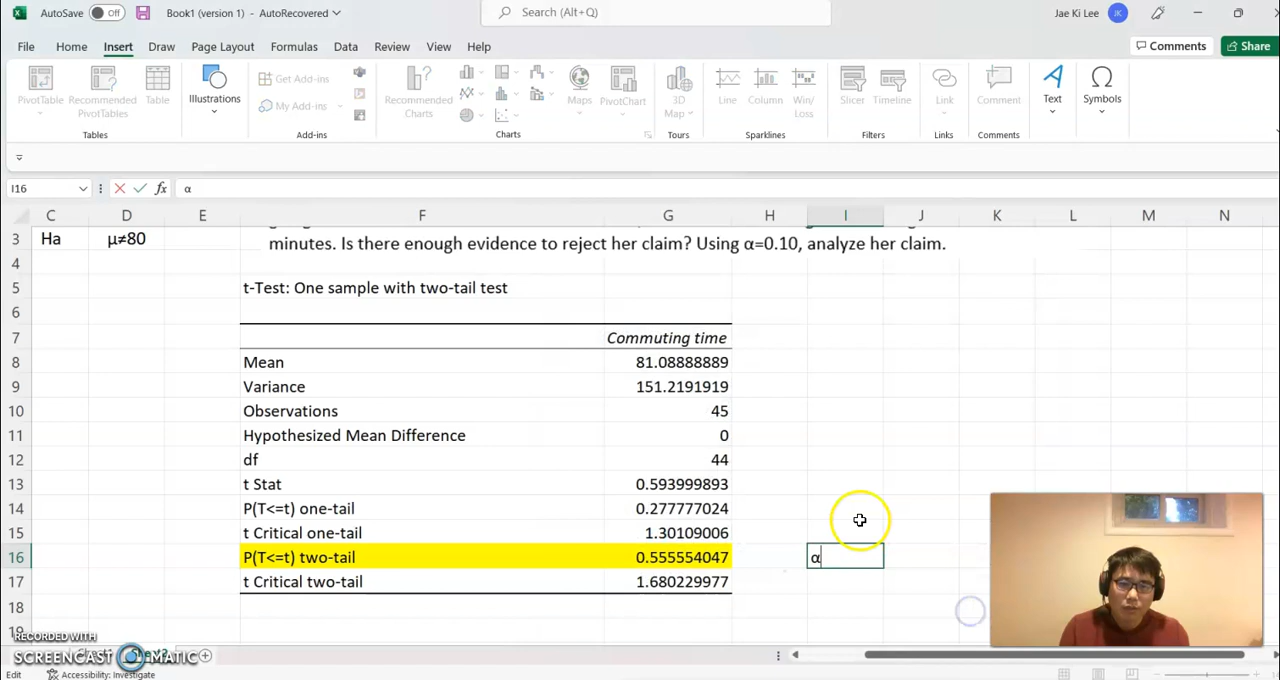 AutoSave Off Book1 (version 1) - AutoRecovered Search (Alt+Q) Jae Ki Lee JK
File Home Insert Draw Page Layout Formulas Data Review View Help Comments Share
PivotTable Recommended PivotTables Table Illustrations Get Add-ins My Add-ins Recommended Charts Maps PivotChart 3D Map Line Column Win/Loss Slicer Timeline Link Comment Text Symbols
Tables Add-ins Charts Tours Sparklines Filters Links Comments
I16 fx α
C D E F G H I J K L M N
3 Ha μ≠80 minutes. Is there enough evidence to reject her claim? Using α=0.10, analyze her claim.
4
5 t-Test: One sample with two-tail test
6
7 Commuting time
8 Mean 81.08888889
9 Variance 151.2191919
10 Observations 45
11 Hypothesized Mean Difference 0
12 df 44
13 t Stat 0.593999893
14 P(T<=t) one-tail 0.277777024
15 t Critical one-tail 1.30109006
16 P(T<=t) two-tail 0.555554047 α
17 t Critical two-tail 1.680229977
18
19
RECORDED WITH
SCREENCAST MATIC
Edit Accessibility: Investigate